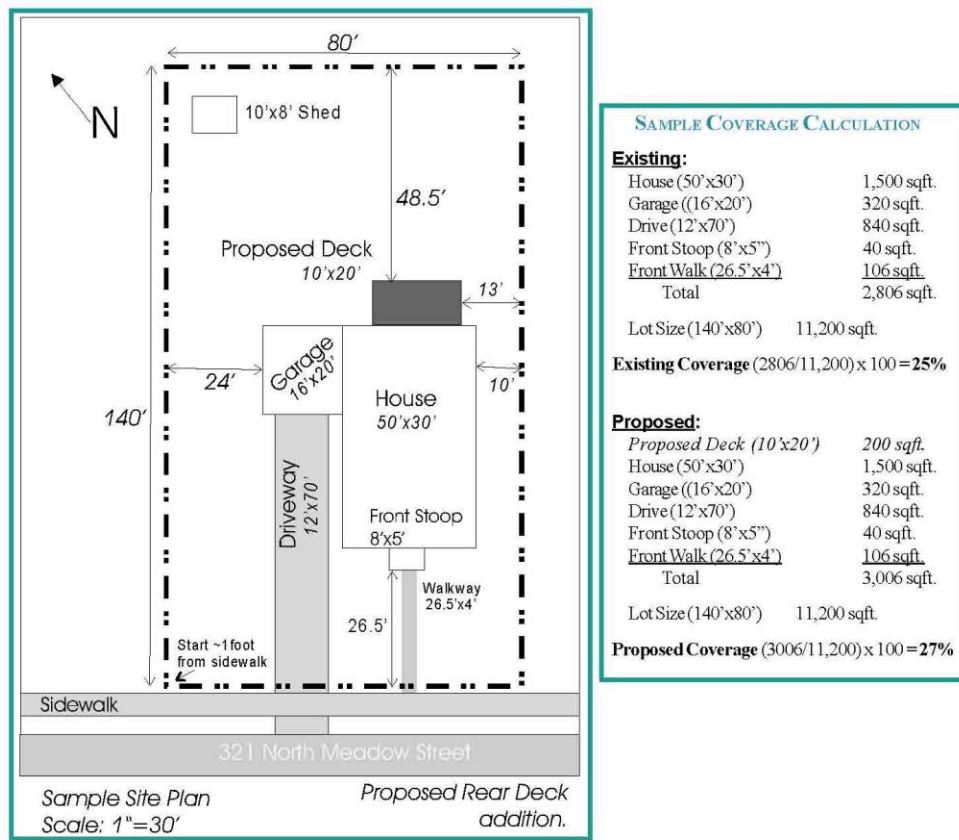 80'
N
10'x8' Shed
48.5'
Proposed Deck
10'x20'
13'
Garage
16'x20'
24'
10'
House
50'x30'
140'
Driveway
12'x70'
Front Stoop
8'x5'
Walkway
26.5'x4'
26.5'
Start ~1foot
from sidewalk
Sidewalk
321 North Meadow Street
Sample Site Plan
Scale: 1"=30'
Proposed Rear Deck
addition.
SAMPLE COVERAGE CALCULATION
Existing:
House (50'x30') 1,500 sqft.
Garage ((16'x20') 320 sqft.
Drive (12'x70') 840 sqft.
Front Stoop (8'x5") 40 sqft.
Front Walk (26.5'x4') 106 sqft.
Total 2,806 sqft.
Lot Size (140'x80') 11,200 sqft.
Existing Coverage (2806/11,200) x 100 = 25%
Proposed:
Proposed Deck (10'x20') 200 sqft.
House (50'x30') 1,500 sqft.
Garage ((16'x20') 320 sqft.
Drive (12'x70') 840 sqft.
Front Stoop (8'x5") 40 sqft.
Front Walk (26.5'x4') 106 sqft.
Total 3,006 sqft.
Lot Size (140'x80') 11,200 sqft.
Proposed Coverage (3006/11,200) x 100 = 27%